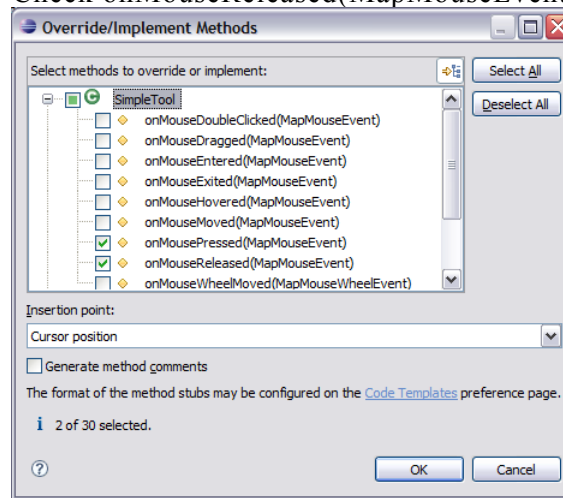 Check onMouseReleased(MapMouseEvent
Override/Implement Methods
Select methods to override or implement:
Select All
Deselect All
SimpleTool
onMouseDoubleClicked(MapMouseEvent)
onMouseDragged(MapMouseEvent)
onMouseEntered(MapMouseEvent)
onMouseExited(MapMouseEvent)
onMouseHovered(MapMouseEvent)
onMouseMoved(MapMouseEvent)
onMousePressed(MapMouseEvent)
onMouseReleased(MapMouseEvent)
onMouseWheelMoved(MapMouseWheelEvent)
Insertion point:
Cursor position
Generate method comments
The format of the method stubs may be configured on the Code Templates preference page.
i 2 of 30 selected.
? OK Cancel